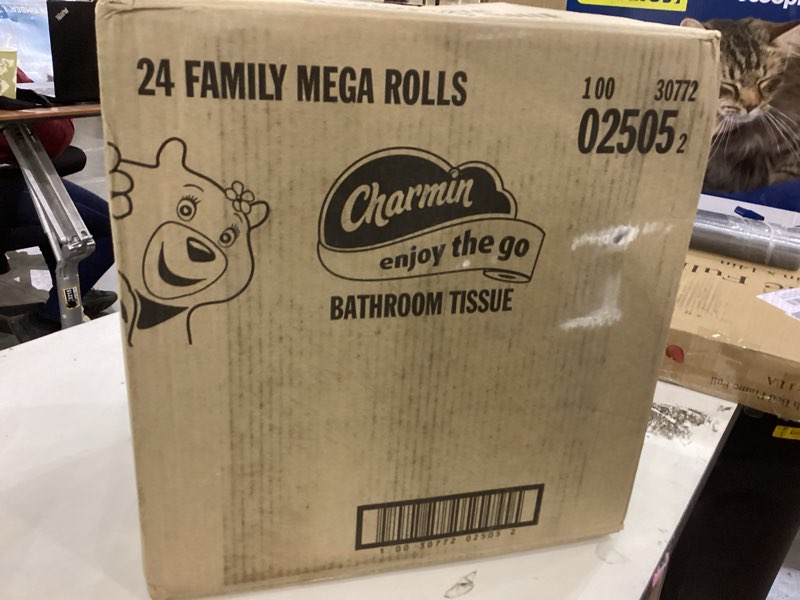 24 FAMILY MEGA ROLLS
1 00 30772
02505 2
Charmin
enjoy the go
BATHROOM TISSUE
1 00 30772 02505 2